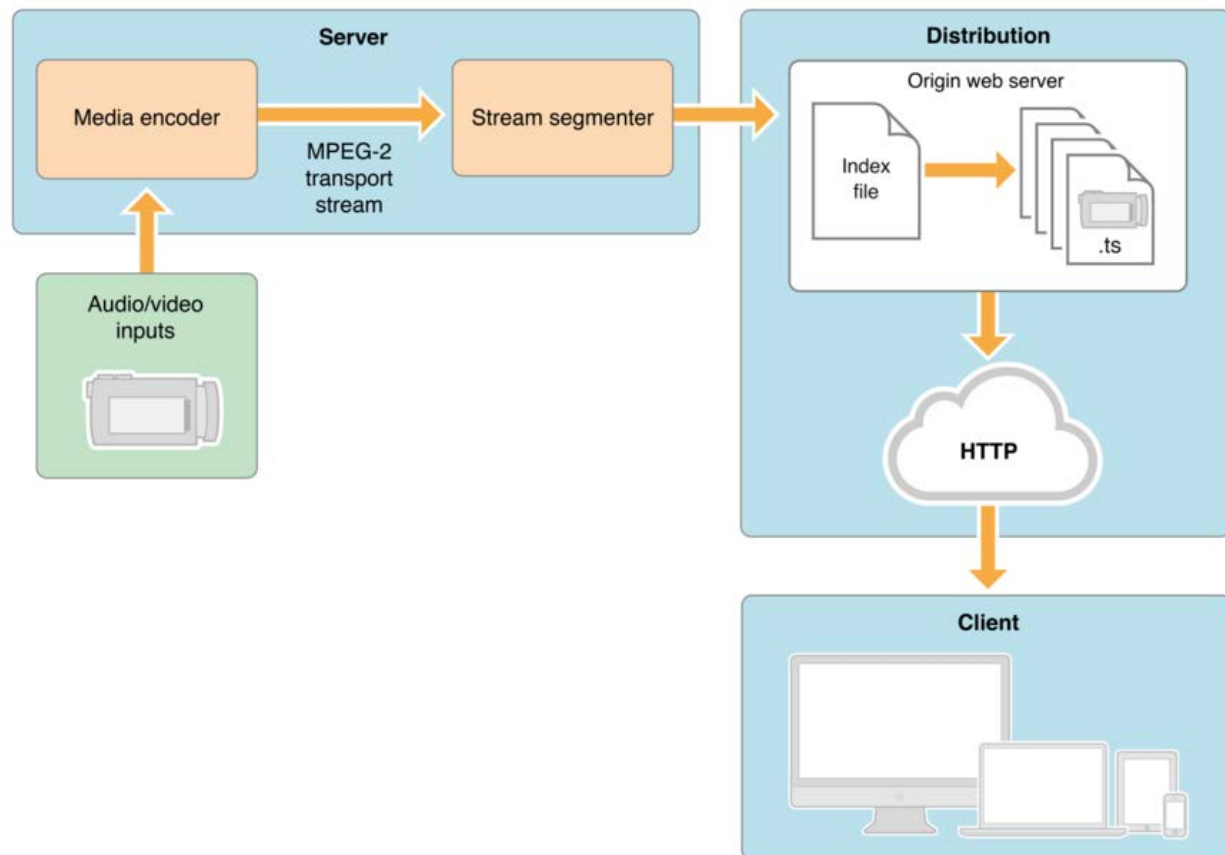 Server
Media encoder
MPEG-2
transport
stream
Stream segmenter
Audio/video
inputs
Distribution
Origin web server
Index
file
.ts
HTTP
Client